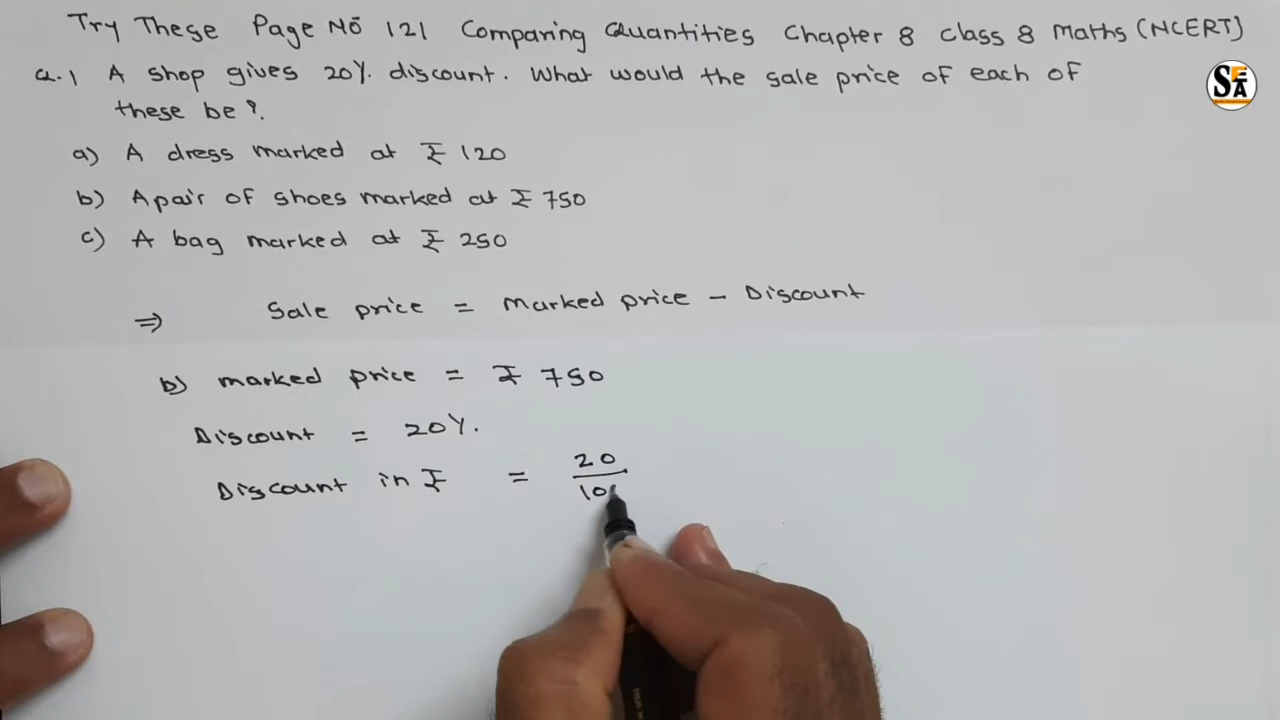 Try These Page No 121 Comparing Quantities Chapter 8 class 8 Maths (NCERT)
Q.1 A shop gives 20% discount. What would the sale price of each of
these be?
a) A dress marked at ₹ 120
b) A pair of shoes marked at ₹ 750
c) A bag marked at ₹ 250
SEFA
⇒ Sale price = Marked price - Discount
b) marked price = ₹ 750
Discount = 20%.
Discount in ₹ = 20
100